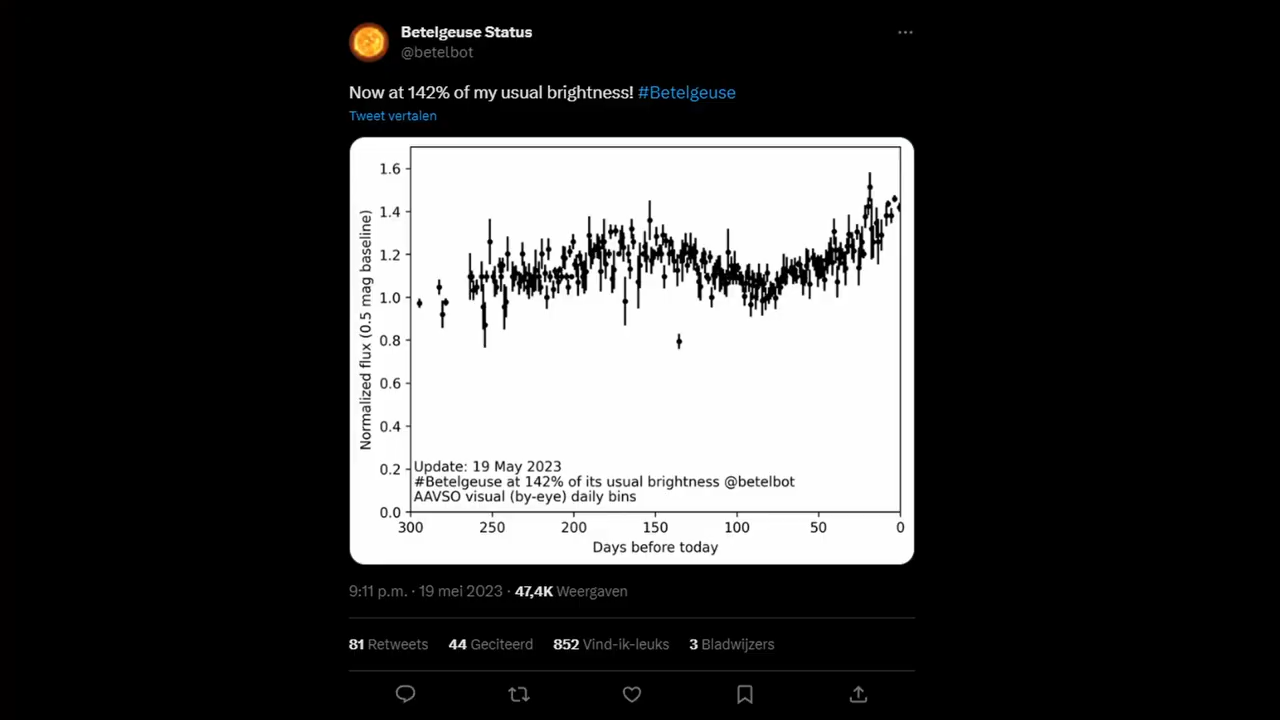 Betelgeuse Status
@betelbot
Now at 142% of my usual brightness! #Betelgeuse
Tweet vertalen
Normalized flux (0.5 mag baseline)
1.6
1.4
1.2
1.0
0.8
0.6
0.4
0.2
0.0
Update: 19 May 2023
#Betelgeuse at 142% of its usual brightness @betelbot
AAVSO visual (by-eye) daily bins
300 250 200 150 100 50 0
Days before today
9:11 p.m. · 19 mei 2023 · 47,4K Weergaven
81 Retweets 44 Geciteerd 852 Vind-ik-leuks 3 Bladwijzers